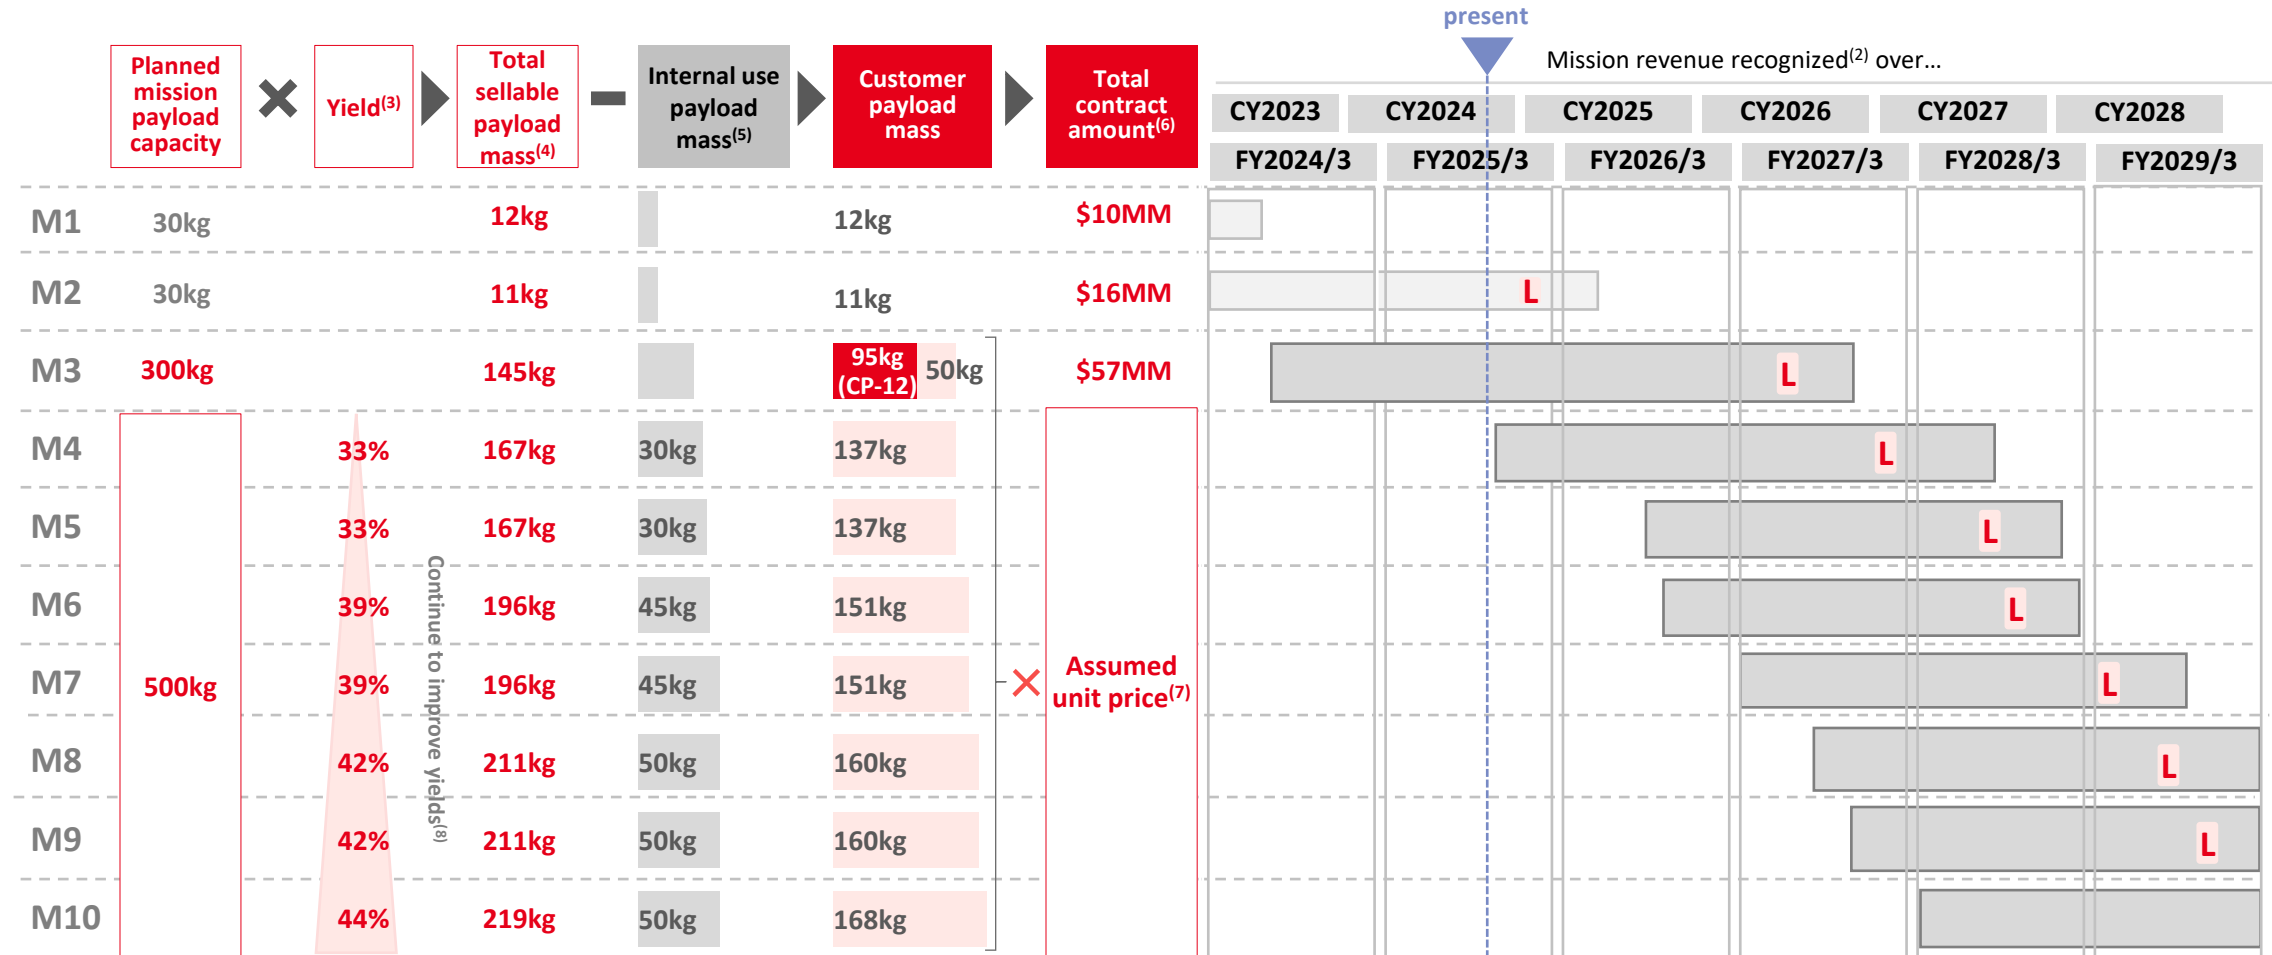 present
Mission revenue recognized(2) over...
Planned
mission
payload
capacity
Yield(3)
Total
sellable
payload
mass(4)
Internal use
payload
mass(5)
Customer
payload
mass
Total
contract
amount(6)
CY2023 CY2024 CY2025 CY2026 CY2027 CY2028
FY2024/3 FY2025/3 FY2026/3 FY2027/3 FY2028/3 FY2029/3
M1 30kg 12kg 12kg $10MM
M2 30kg 11kg 11kg $16MM L
M3 300kg 145kg 95kg
(CP-12) 50kg $57MM L
M4 33% 167kg 30kg 137kg L
M5 33% 167kg 30kg 137kg L
M6 39% 196kg 45kg 151kg L
M7 39% 196kg 45kg 151kg L
M8 42% 211kg 50kg 160kg L
M9 42% 211kg 50kg 160kg L
M10 44% 219kg 50kg 168kg
500kg
Continue to improve yields(8)
Assumed
unit price(7)